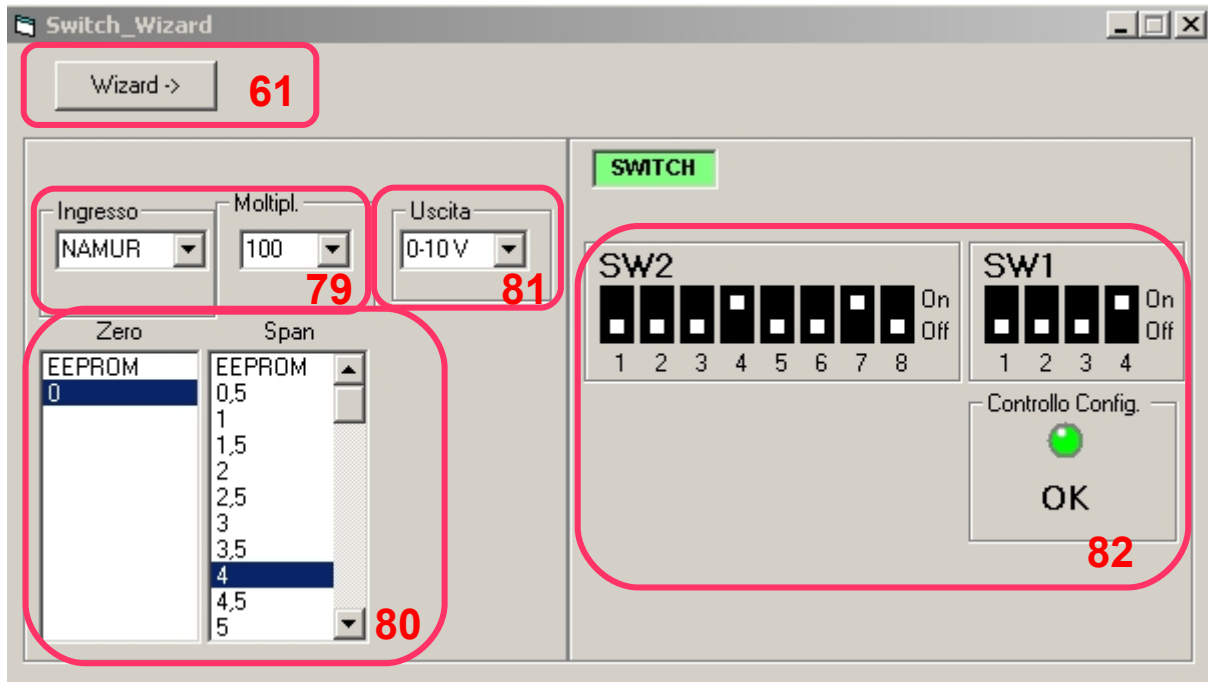 Switch_Wizard
Wizard ->
61
SWITCH
Ingresso
Moltipl.
Uscita
NAMUR
100
0-10 V
79
81
SW2
SW1
On
Off
1 2 3 4 5 6 7 8
On
Off
1 2 3 4
Zero
Span
EEPROM
0
EEPROM
0,5
1
1,5
2
2,5
3
3,5
4
4,5
5
80
Controllo Config.
OK
82